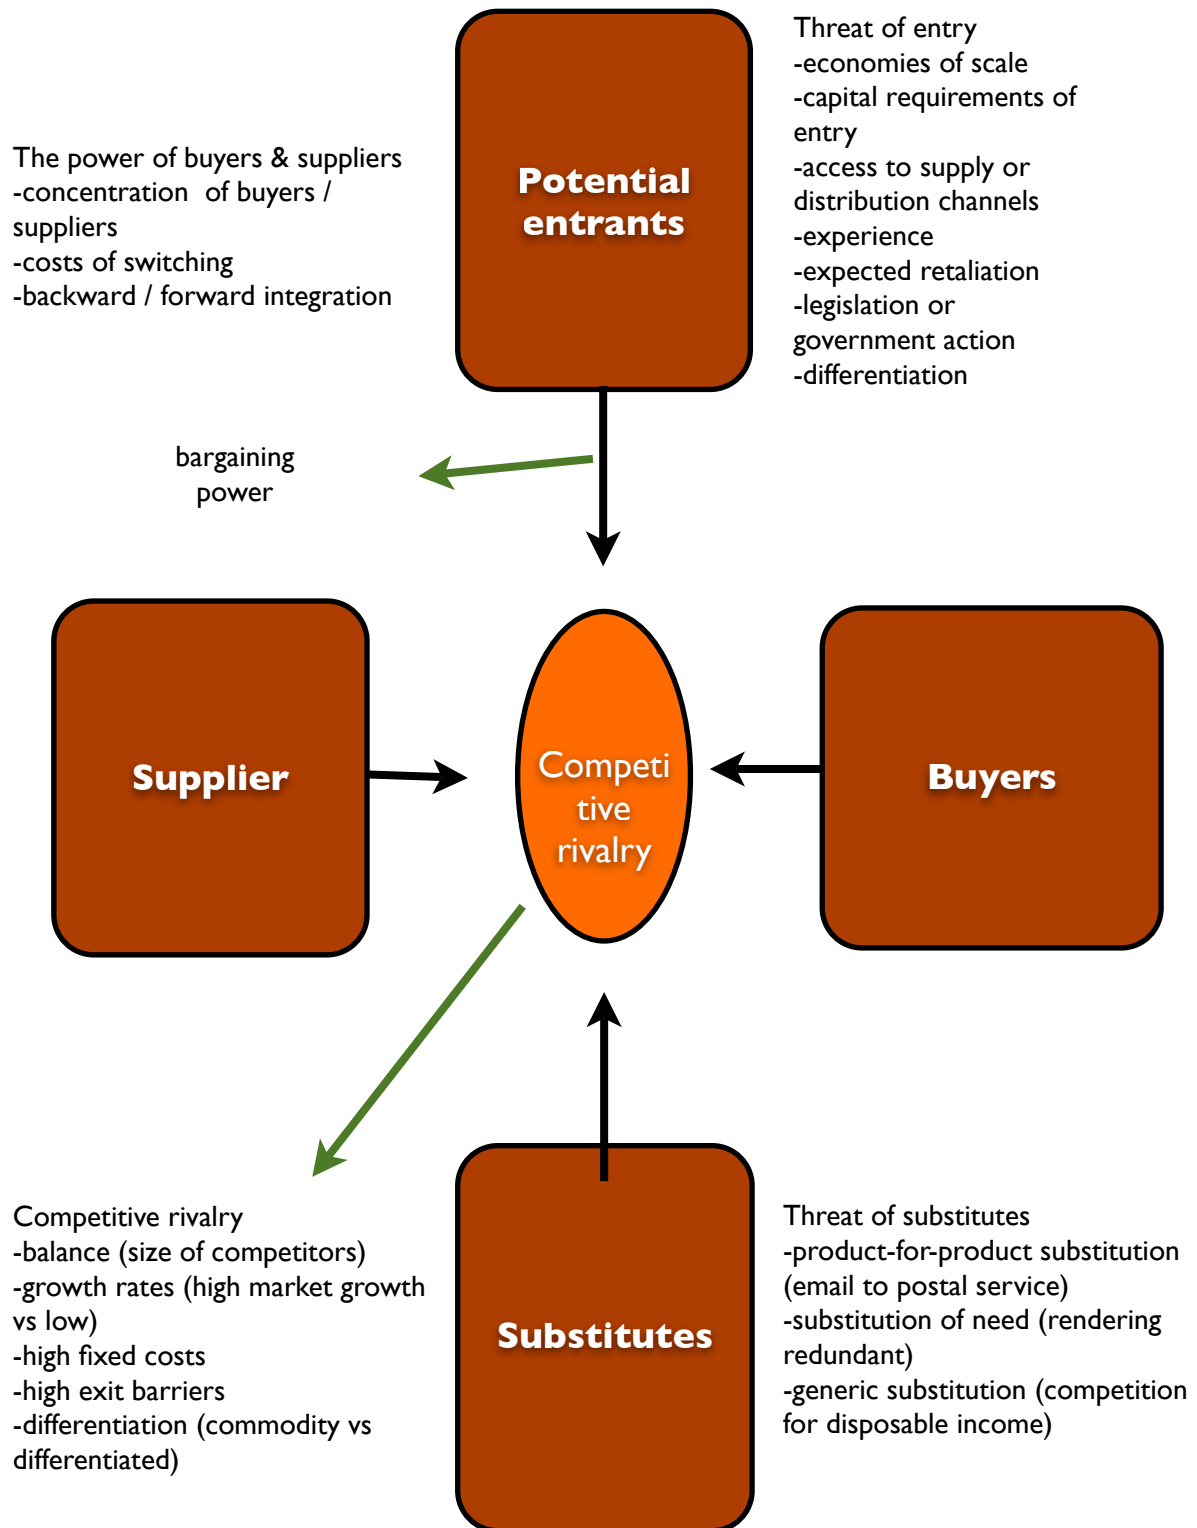 Threat of entry
-economies of scale
-capital requirements of
entry
-access to supply or
distribution channels
-experience
-expected retaliation
-legislation or
government action
-differentiation
The power of buyers & suppliers
-concentration  of buyers /
suppliers
-costs of switching
-backward / forward integration
Potential
entrants
bargaining
power
Supplier
Competi
tive
rivalry
Buyers
Competitive rivalry
-balance (size of competitors)
-growth rates (high market growth
vs low)
-high fixed costs
-high exit barriers
-differentiation (commodity vs
differentiated)
Substitutes
Threat of substitutes
-product-for-product substitution
(email to postal service)
-substitution of need (rendering
redundant)
-generic substitution (competition
for disposable income)